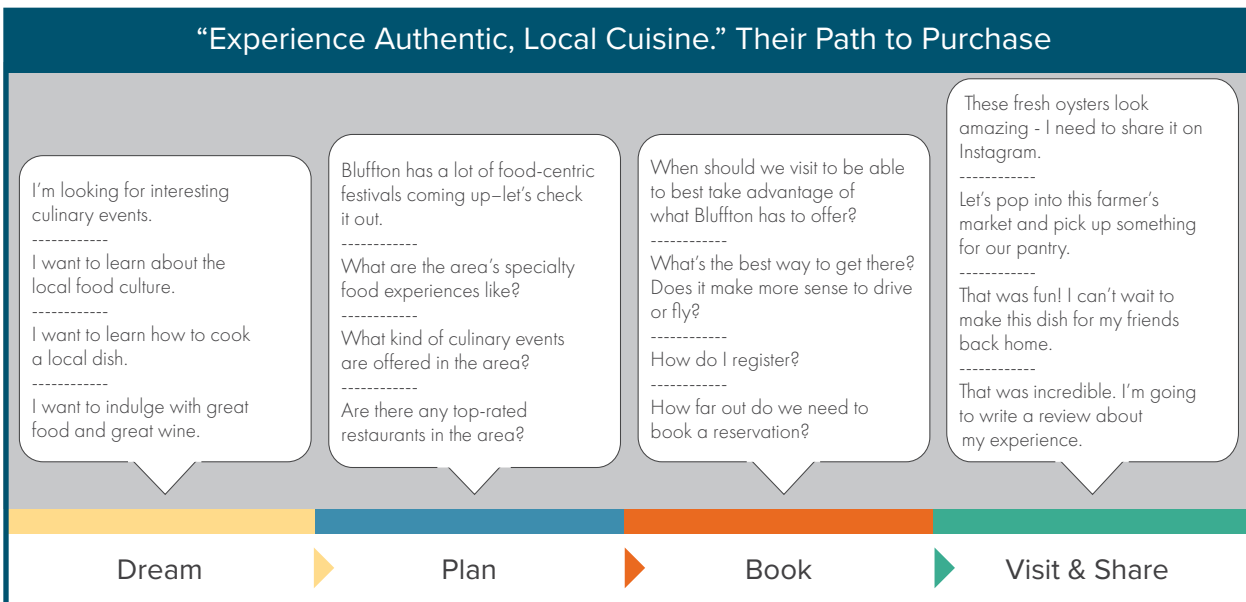 “Experience Authentic, Local Cuisine.” Their Path to Purchase
I’m looking for interesting
culinary events.
------------
I want to learn about the
local food culture.
------------
I want to learn how to cook
a local dish.
------------
I want to indulge with great
food and great wine.
Bluffton has a lot of food-centric
festivals coming up–let’s check
it out.
------------
What are the area’s specialty
food experiences like?
------------
What kind of culinary events
are offered in the area?
------------
Are there any top-rated
restaurants in the area?
When should we visit to be able
to best take advantage of
what Bluffton has to offer?
------------
What’s the best way to get there?
Does it make more sense to drive
or fly?
------------
How do I register?
------------
How far out do we need to
book a reservation?
These fresh oysters look
amazing - I need to share it on
Instagram.
------------
Let’s pop into this farmer’s
market and pick up something
for our pantry.
------------
That was fun! I can’t wait to
make this dish for my friends
back home.
------------
That was incredible. I’m going
to write a review about
my experience.
Dream
Plan
Book
Visit & Share